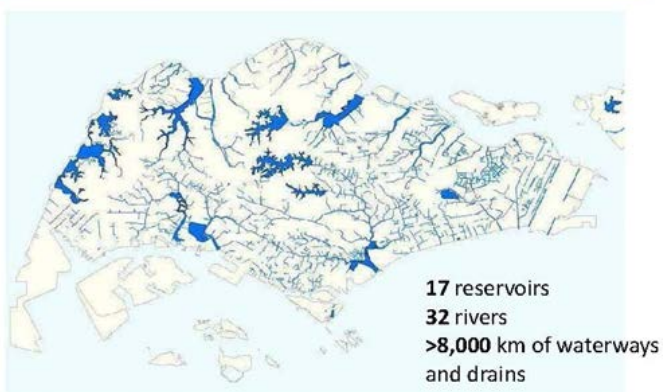 17 reservoirs
32 rivers
>8,000 km of waterways
and drains